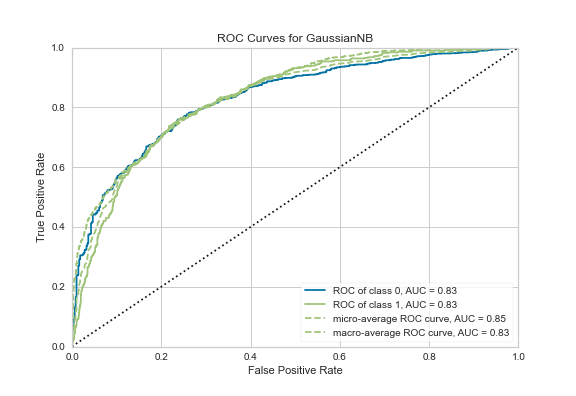 ROC Curves for GaussianNB
True Positive Rate
1.0
0.8
0.6
0.4
0.2
0.0
0.0 0.2 0.4 0.6 0.8 1.0
False Positive Rate
ROC of class 0, AUC = 0.83
ROC of class 1, AUC = 0.83
micro-average ROC curve, AUC = 0.85
macro-average ROC curve, AUC = 0.83